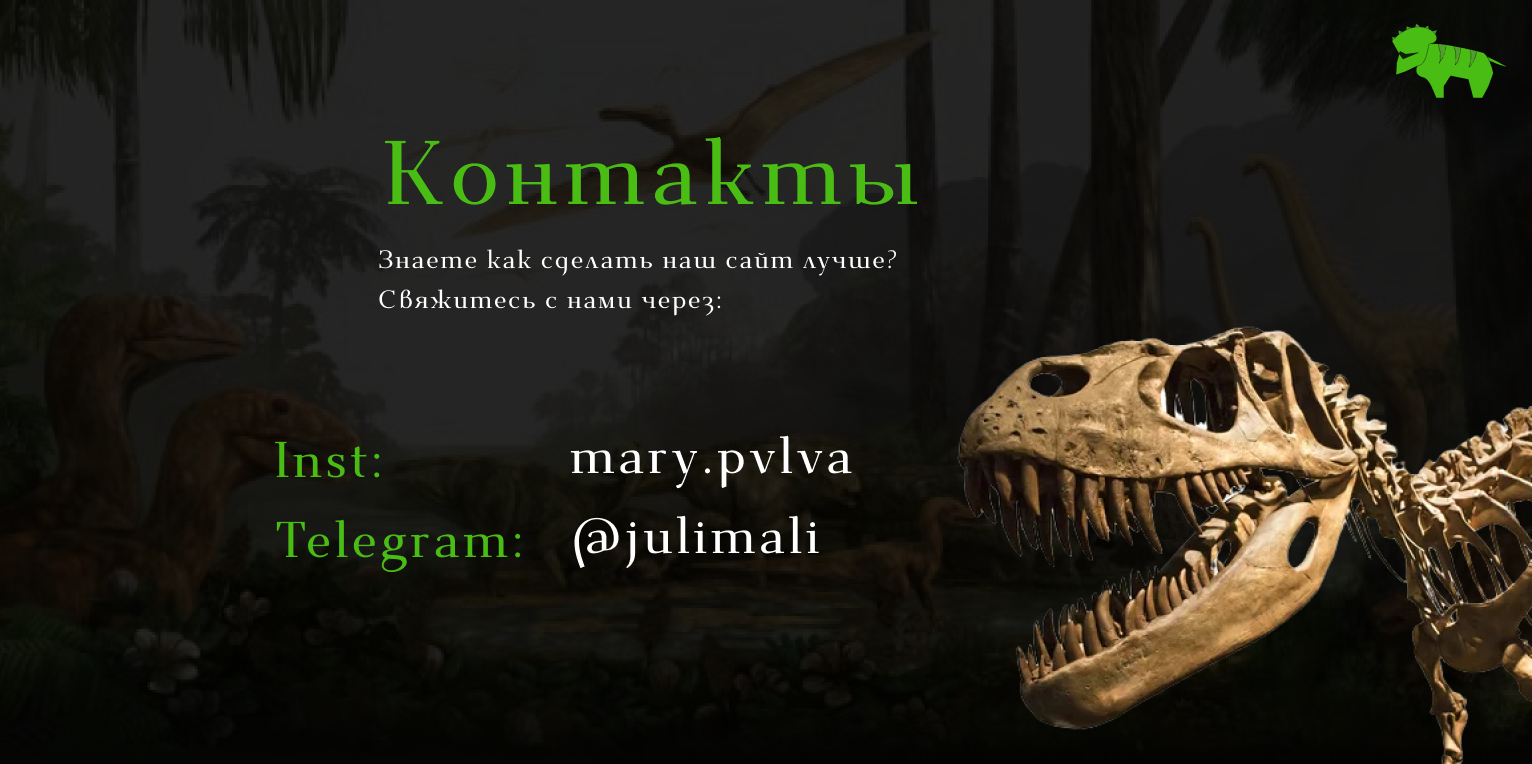 Контакты
Знаете как сделать наш сайт лучше?
Свяжитесь с нами через:
Inst: mary.pvlva
Telegram: @julimali